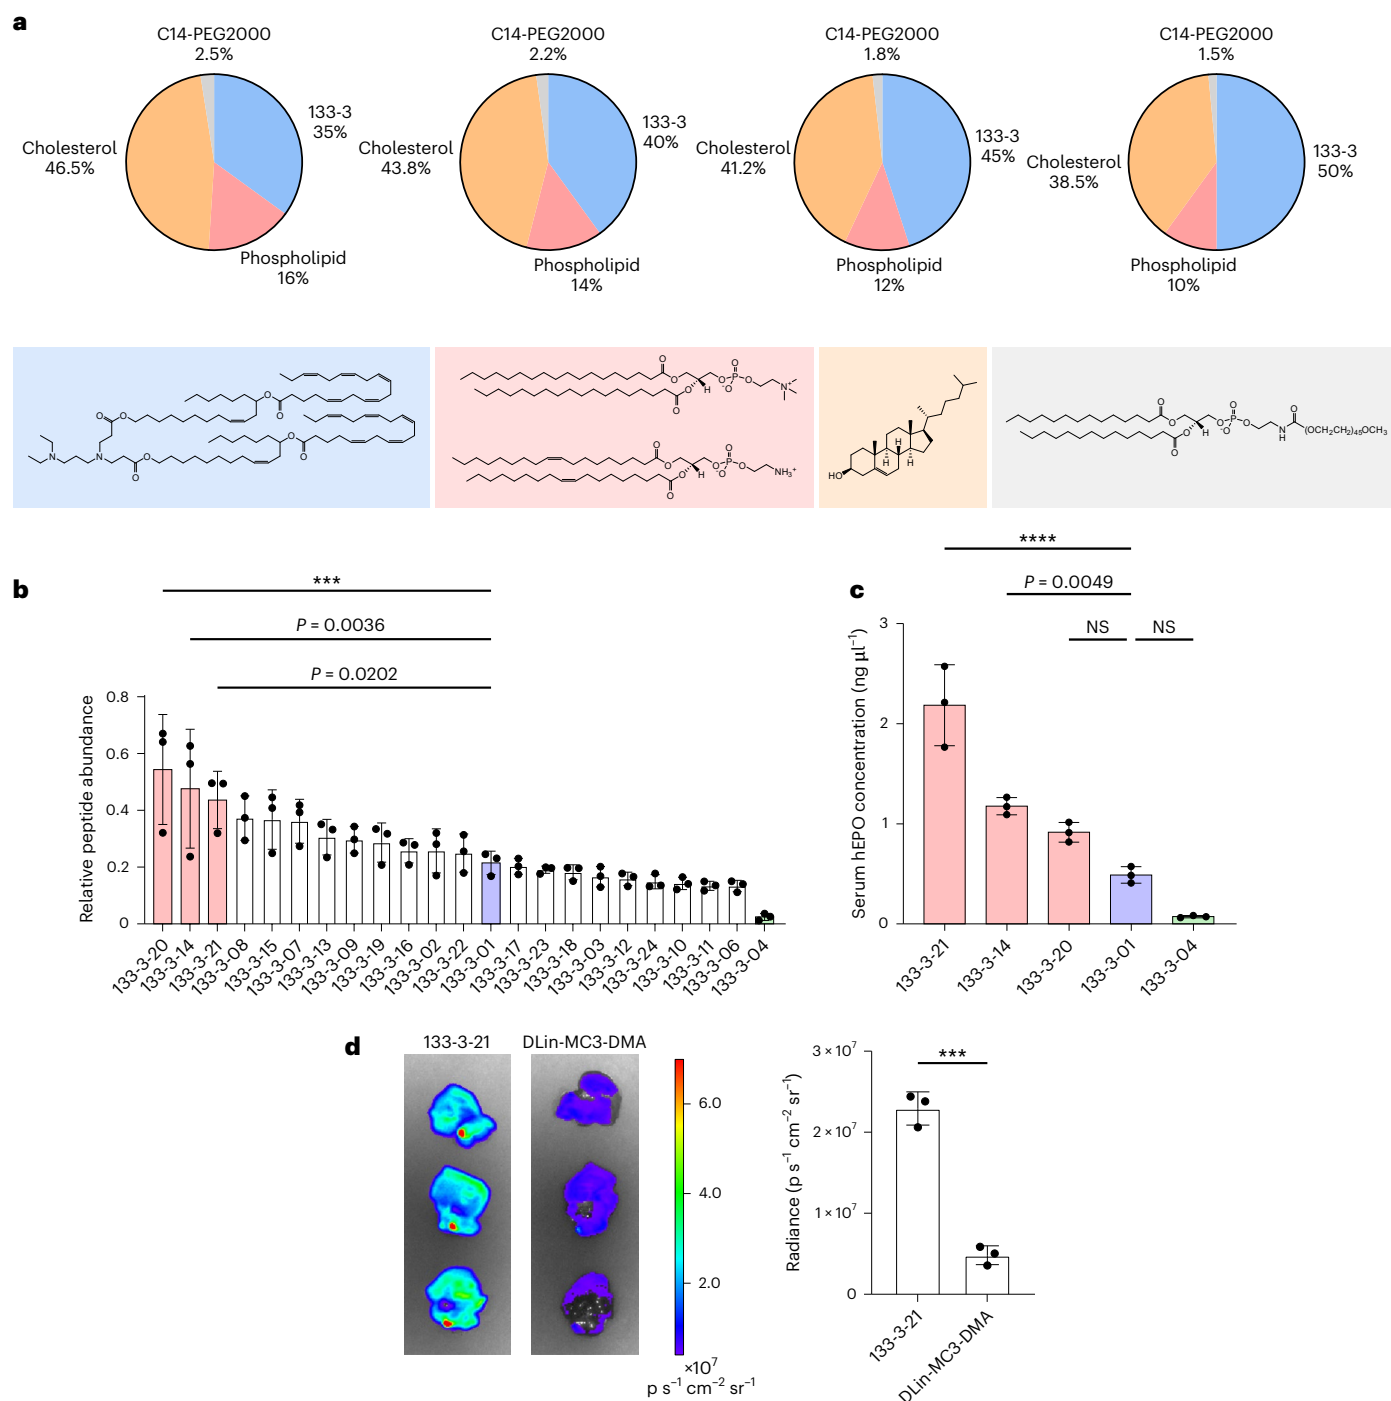 a
C14-PEG2000
2.5%
133-3
35%
Cholesterol
46.5%
Phospholipid
16%
C14-PEG2000
2.2%
133-3
40%
Cholesterol
43.8%
Phospholipid
14%
C14-PEG2000
1.8%
133-3
45%
Cholesterol
41.2%
Phospholipid
12%
C14-PEG2000
1.5%
133-3
50%
Cholesterol
38.5%
Phospholipid
10%
O
O
O
O
N
N
O
O
O
O
O
O
O
O
O
P
O
⁻O
O
N⁺
H
O
O
O
O
O
P
O
⁻O
O
NH₃⁺
H
O
O
HO
H
H
H
O
O
O
P
O
⁻O
O
N
H
O
(OCH₂CH₂)₄₅OCH₃
H
O
O
b
***
P = 0.0036
P = 0.0202
Relative peptide abundance
0.8
0.6
0.4
0.2
0
133-3-20
133-3-14
133-3-21
133-3-08
133-3-15
133-3-07
133-3-13
133-3-09
133-3-19
133-3-16
133-3-02
133-3-22
133-3-01
133-3-17
133-3-23
133-3-18
133-3-03
133-3-12
133-3-24
133-3-10
133-3-11
133-3-06
133-3-04
c
****
P = 0.0049
NS
NS
Serum hEPO concentration (ng μl⁻¹)
3
2
1
0
133-3-21
133-3-14
133-3-20
133-3-01
133-3-04
d
133-3-21
DLin-MC3-DMA
6.0
4.0
2.0
×10⁷
p s⁻¹ cm⁻² sr⁻¹
***
Radiance (p s⁻¹ cm⁻² sr⁻¹)
3 × 10⁷
2 × 10⁷
1 × 10⁷
0
133-3-21
DLin-MC3-DMA